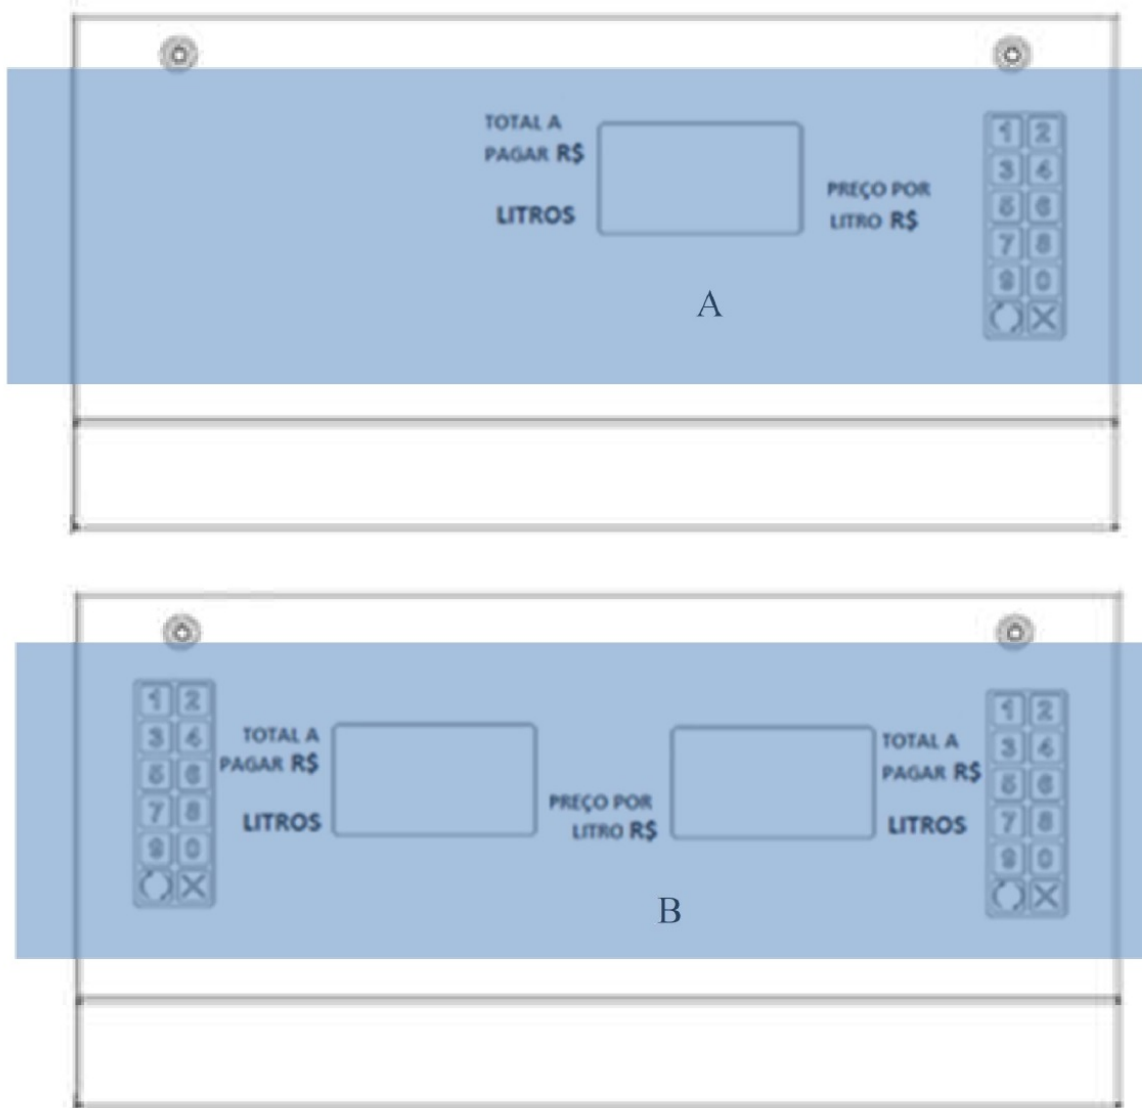 TOTAL A
PAGAR R$
LITROS
PREÇO POR
LITRO R$
1 2
3 4
5 6
7 8
9 0
A
1 2
3 4
5 6
7 8
9 0
TOTAL A
PAGAR R$
LITROS
PREÇO POR
LITRO R$
TOTAL A
PAGAR R$
LITROS
1 2
3 4
5 6
7 8
9 0
B